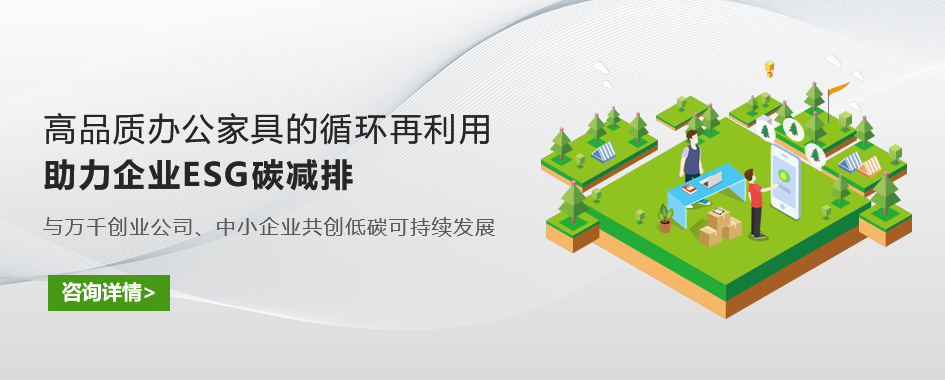 高品质办公家具的循环再利用
助力企业ESG碳减排
与万千创业公司、中小企业共创低碳可持续发展
咨询详情>